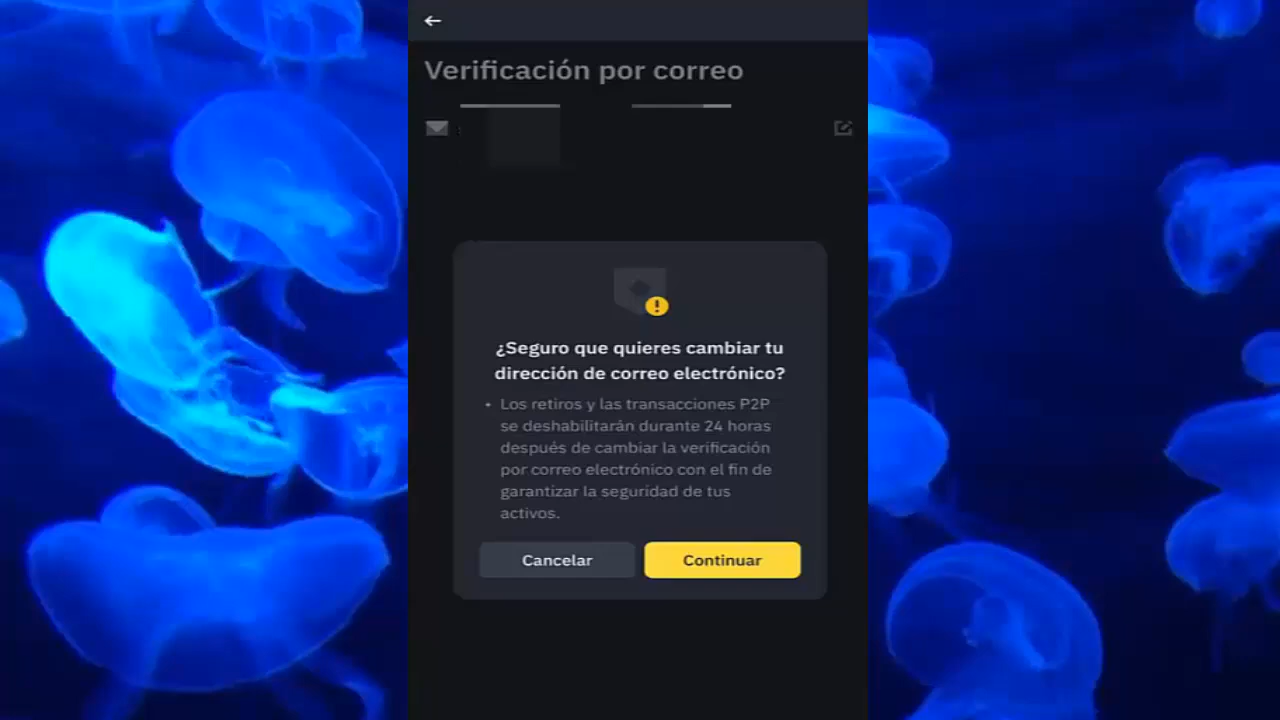 Verificación por correo
¿Seguro que quieres cambiar tu
dirección de correo electrónico?
• Los retiros y las transacciones P2P
se deshabilitarán durante 24 horas
después de cambiar la verificación
por correo electrónico con el fin de
garantizar la seguridad de tus
activos.
Cancelar
Continuar